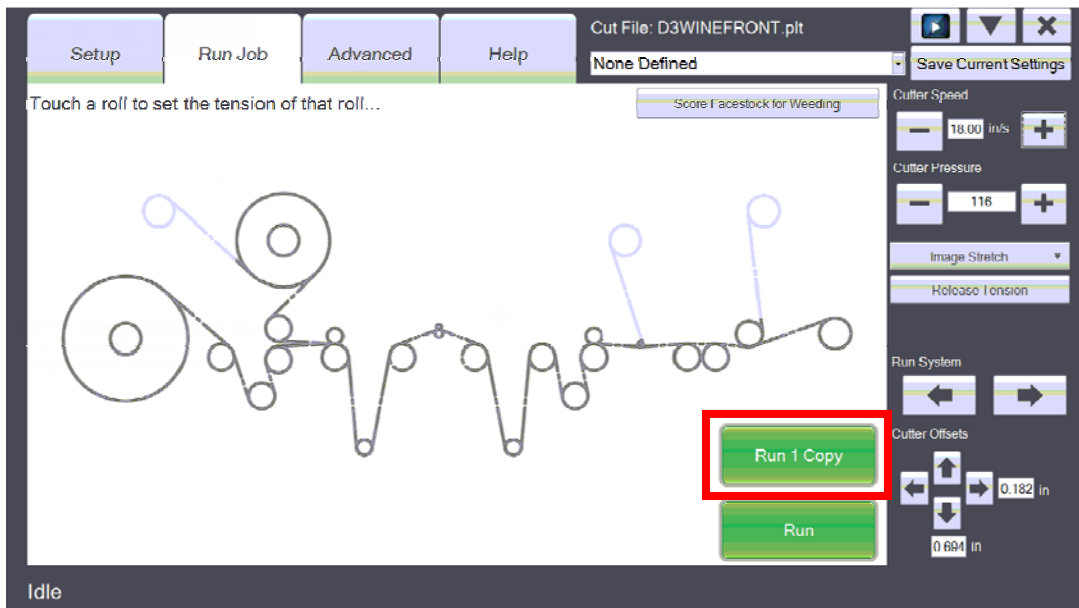 Setup
Run Job
Advanced
Help
Cut File: D3WINEFRONT.plt
None Defined
Save Current Settings
Touch a roll to set the tension of that roll...
Score Facestock for Weeding
Cutter Speed
18.00 in/s
Cutter Pressure
116
Image Stretch
Release Tension
Run System
Cutter Offsets
0.182 in
0.694 in
Run 1 Copy
Run
Idle